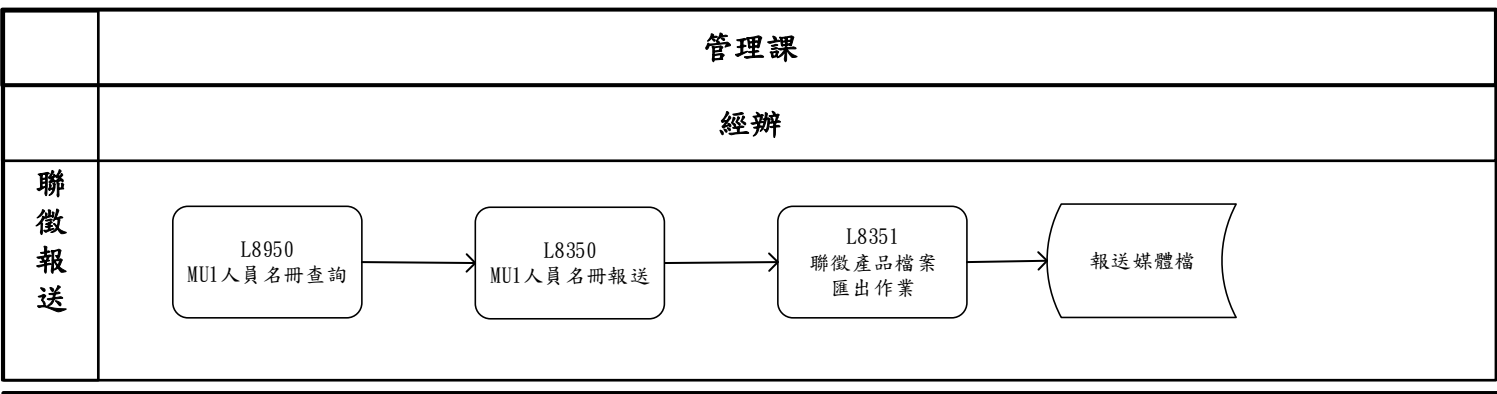 管理課
經辦
聯
徵
報
送
L8950
MU1人員名冊查詢
L8350
MU1人員名冊報送
L8351
聯徵產品檔案
匯出作業
報送媒體檔